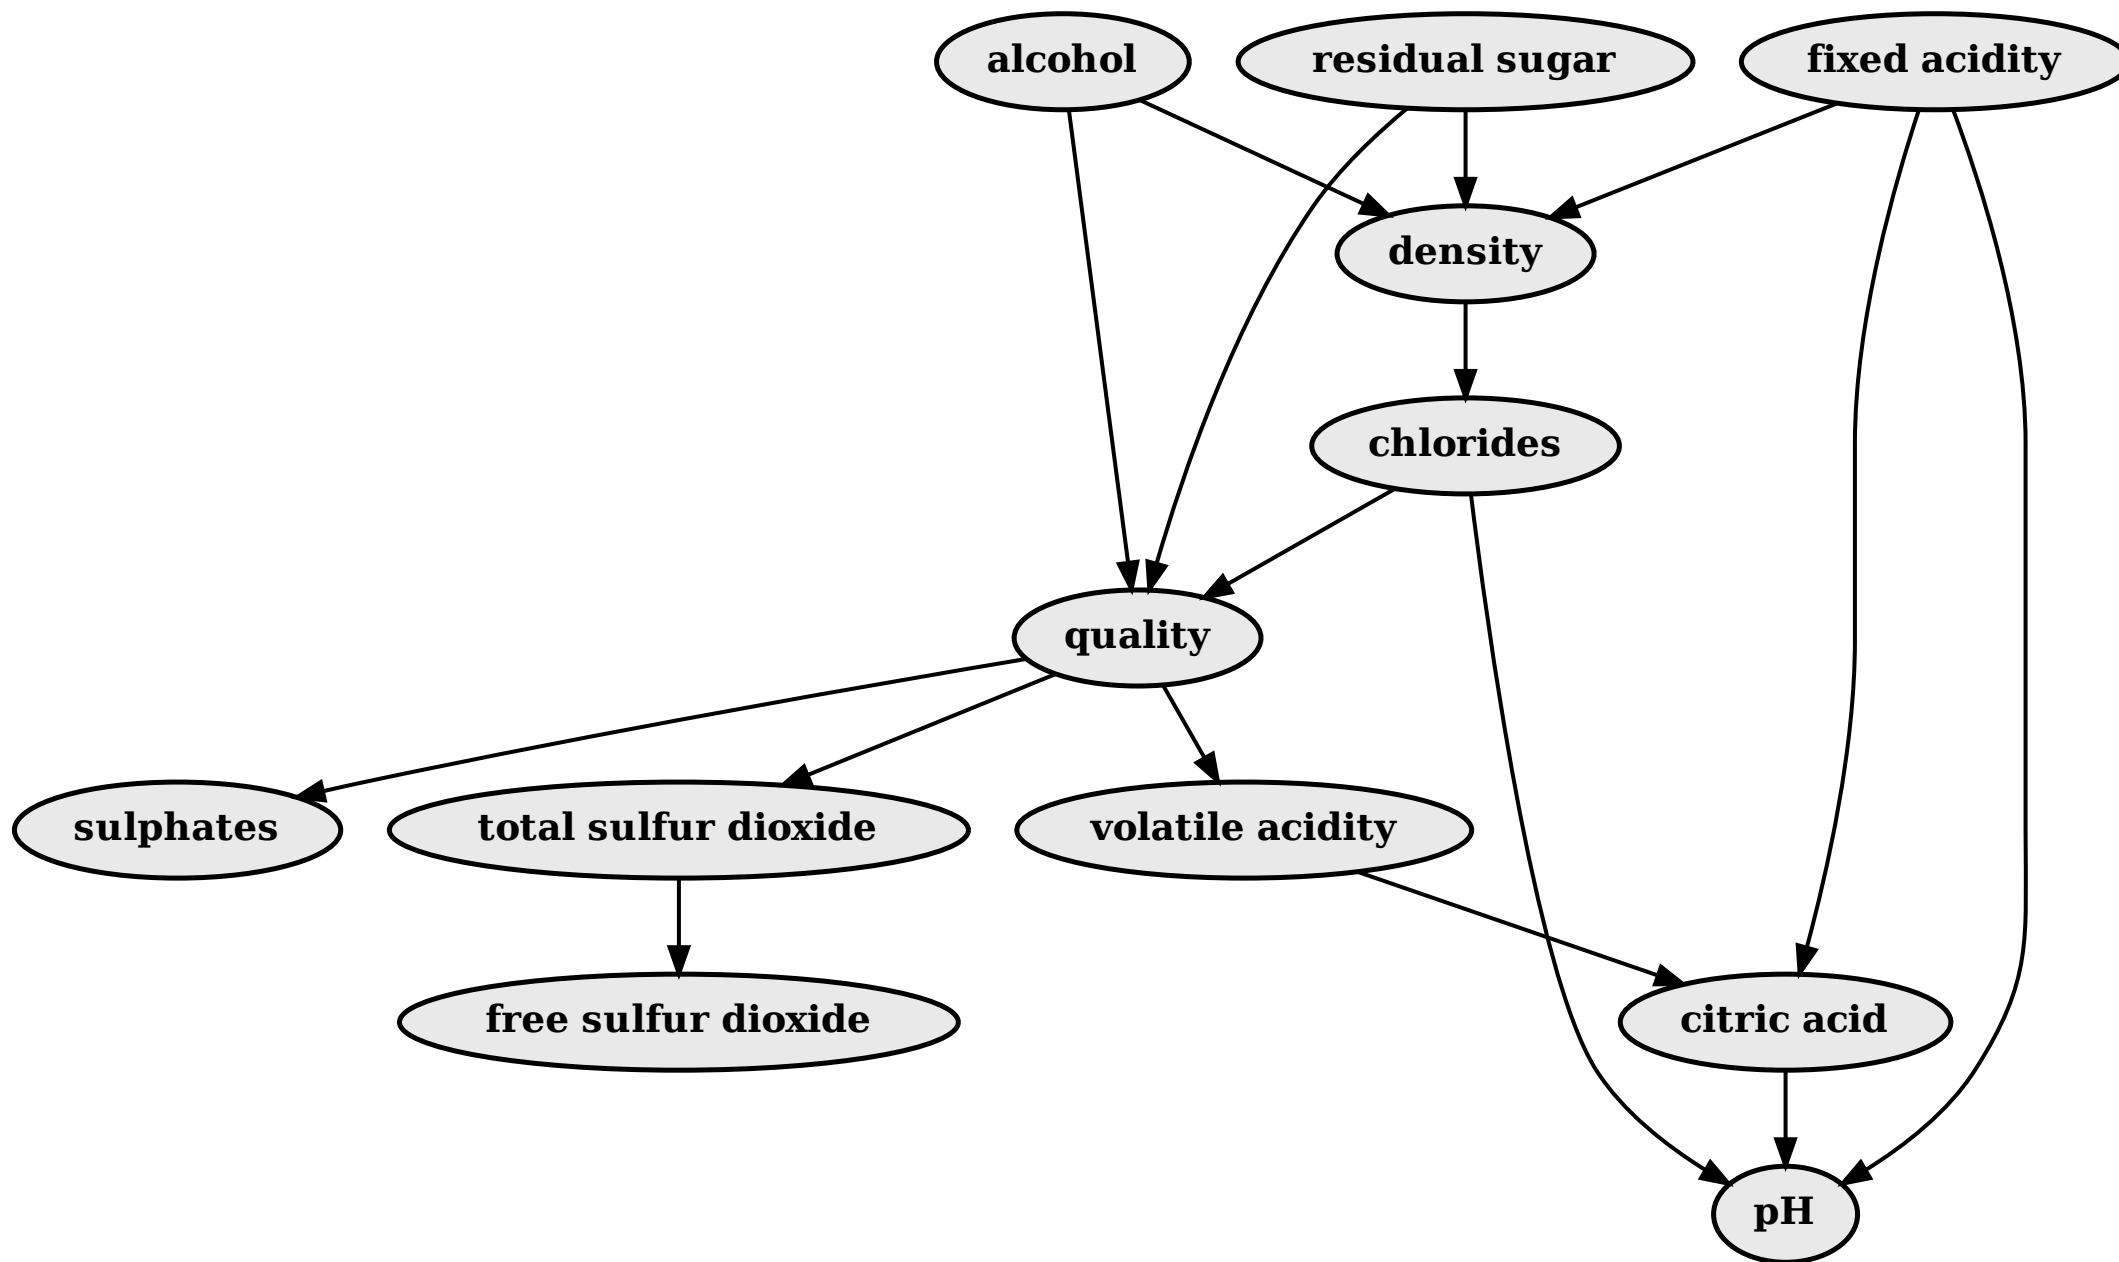 alcohol
residual sugar
fixed acidity
density
chlorides
quality
sulphates
total sulfur dioxide
volatile acidity
free sulfur dioxide
citric acid
pH